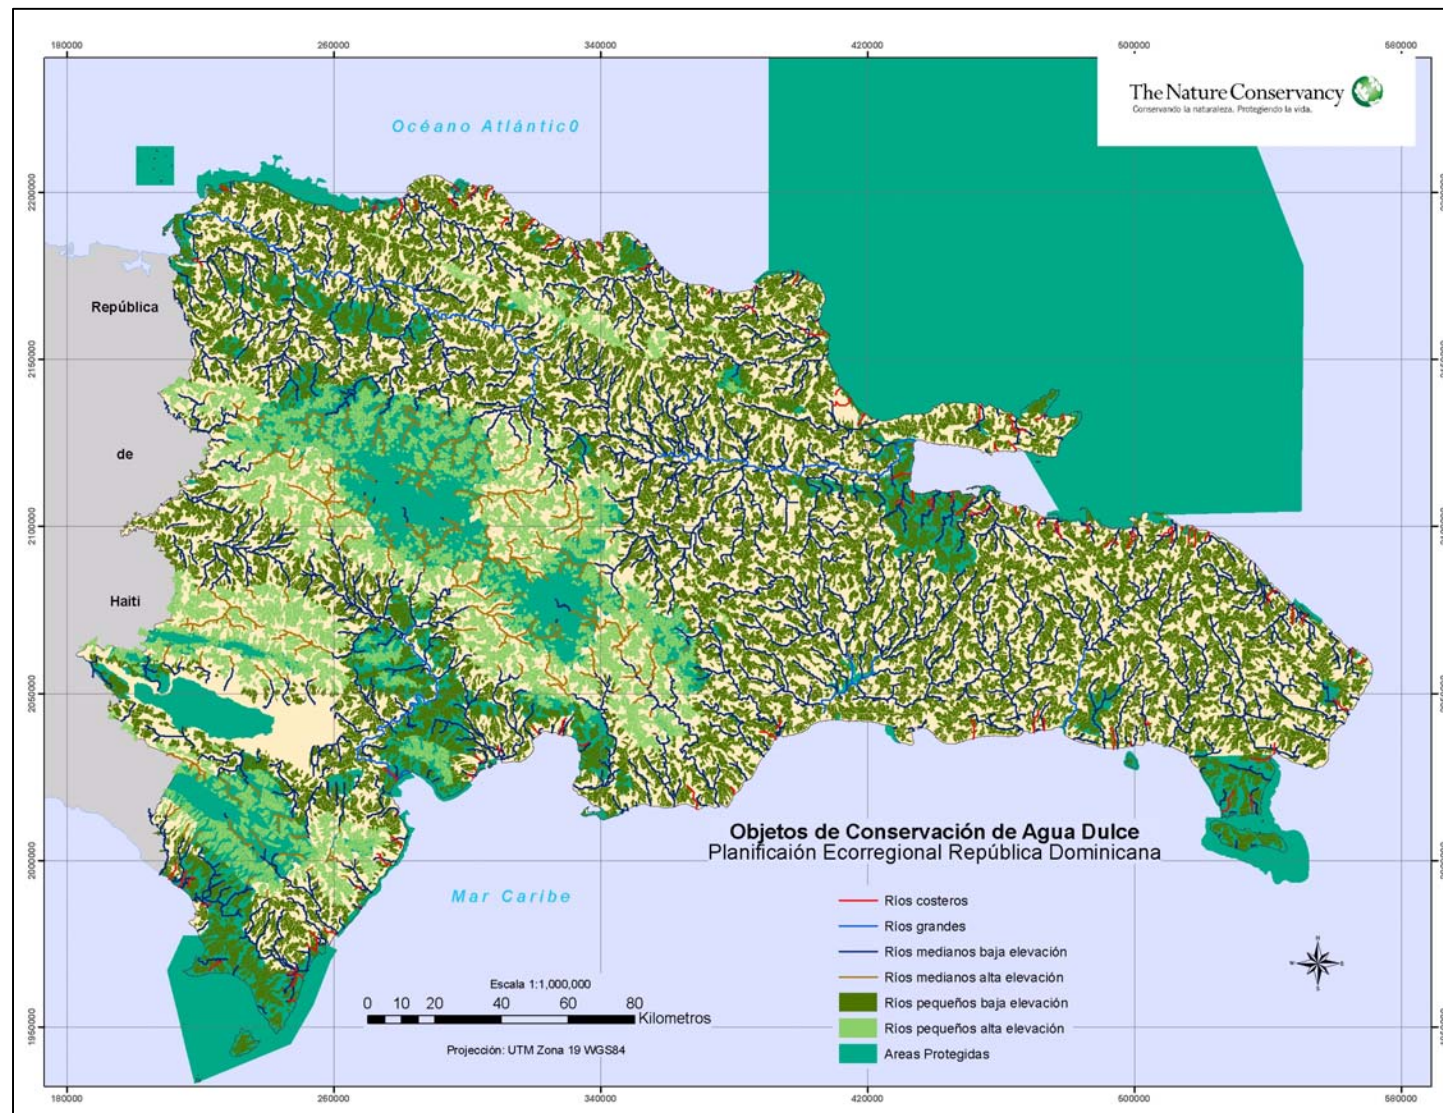 180000 260000 340000 420000 500000 580000
The Nature Conservancy
Conservando la naturaleza. Protegiendo la vida.
Océano Atlántic0
2200000
República
2150000
de
2100000
Haití
2050000
Objetos de Conservación de Agua Dulce
Planificaión Ecorregional República Dominicana
2000000
Mar Caribe
Ríos costeros
Ríos grandes
Ríos medianos baja elevación
Ríos medianos alta elevación
Ríos pequeños baja elevación
Ríos pequeños alta elevación
Areas Protegidas
N
W E
S
Escala 1:1,000,000
0 10 20 40 60 80
Kilometros
1950000
Projección: UTM Zona 19 WGS84
180000 260000 340000 420000 500000 580000